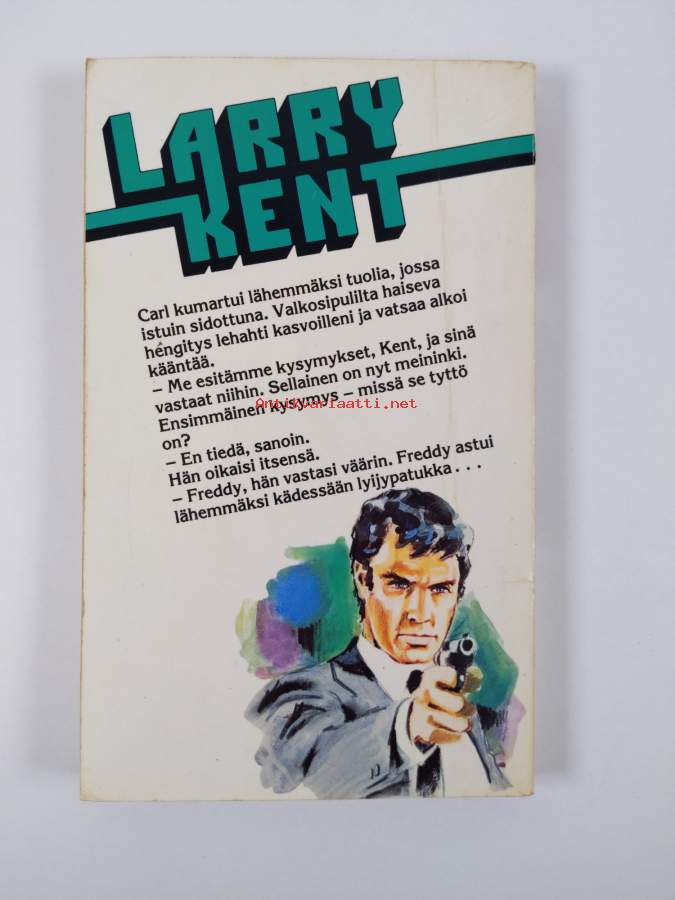 LARRY
KENT
Carl kumartui lähemmäksi tuolia, jossa
istuin sidottuna. Valkosipulilta haiseva
hengitys lehahti kasvoilleni ja vatsaa alkoi
kääntää.
– Me esitämme kysymykset, Kent, ja sinä
vastaat niihin. Sellainen on nyt meininki.
Ensimmäinen kysymys – missä se tyttö
on?
– En tiedä, sanoin.
Hän oikaisi itsensä.
– Freddy, hän vastasi väärin. Freddy astui
lähemmäksi kädessään lyijypatukka . . .
Antikvariaatti.net